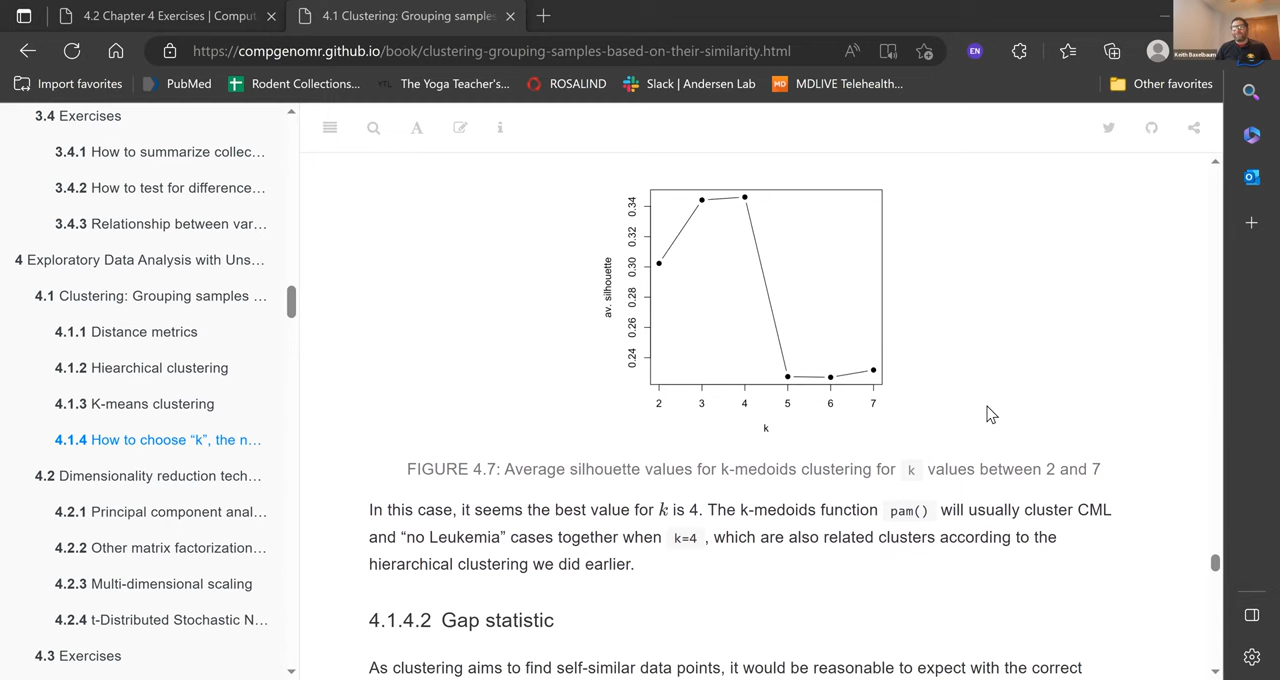 4.2 Chapter 4 Exercises | Comput
4.1 Clustering: Grouping samples
https://compgenomr.github.io/book/clustering-grouping-samples-based-on-their-similarity.html
EN
Keith Baxelbaum
Import favorites
PubMed
Rodent Collections...
YTL
The Yoga Teacher's...
ROSALIND
Slack | Andersen Lab
MD
MDLIVE Telehealth...
Other favorites
3.4 Exercises
3.4.1 How to summarize collec...
3.4.2 How to test for difference...
3.4.3 Relationship between var...
4 Exploratory Data Analysis with Uns...
4.1 Clustering: Grouping samples ...
4.1.1 Distance metrics
4.1.2 Hiearchical clustering
4.1.3 K-means clustering
4.1.4 How to choose “k”, the n...
4.2 Dimensionality reduction tech...
4.2.1 Principal component anal...
4.2.2 Other matrix factorization...
4.2.3 Multi-dimensional scaling
4.2.4 t-Distributed Stochastic N...
4.3 Exercises
av. silhouette
0.34
0.32
0.30
0.28
0.26
0.24
2 3 4 5 6 7
k
FIGURE 4.7: Average silhouette values for k-medoids clustering for k values between 2 and 7
In this case, it seems the best value for k is 4. The k-medoids function pam() will usually cluster CML
and “no Leukemia” cases together when k=4 , which are also related clusters according to the
hierarchical clustering we did earlier.
4.1.4.2 Gap statistic
As clustering aims to find self-similar data points, it would be reasonable to expect with the correct